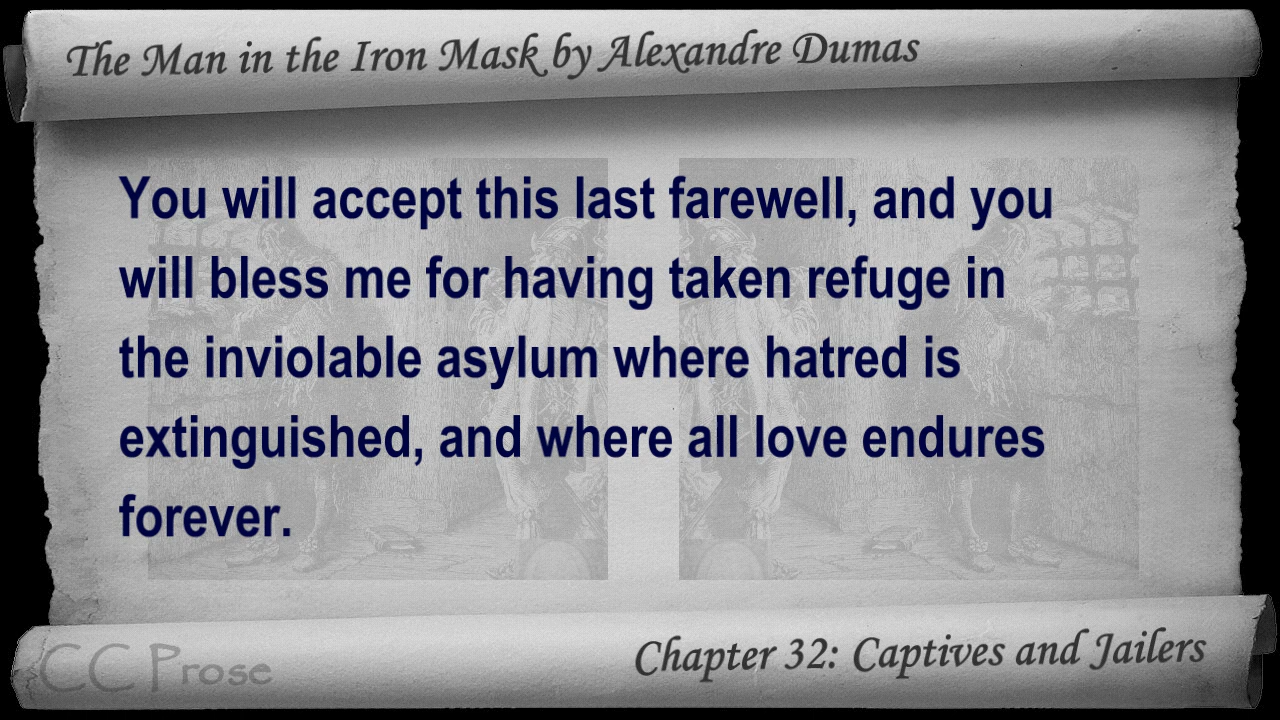 The Man in the Iron Mask by Alexandre Dumas
You will accept this last farewell, and you
will bless me for having taken refuge in
the inviolable asylum where hatred is
extinguished, and where all love endures
forever.
CC Prose
Chapter 32: Captives and Jailers